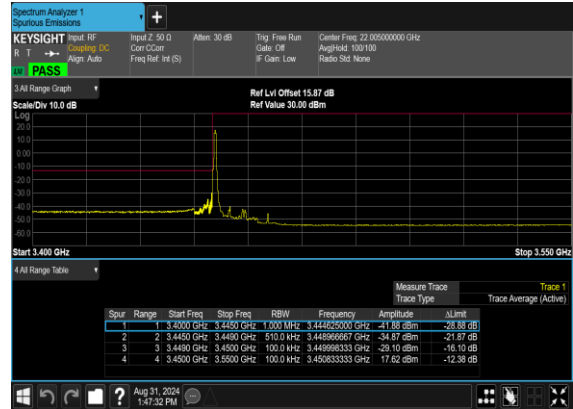 Spectrum Analyzer 1
Spurious Emissions
KEYSIGHT Input: RF Input Z: 50 Ω Atten: 30 dB Trig: Free Run Center Freq: 22.005000000 GHz
R T Coupling: DC Corr CCorr Gate: Off Avg|Hold: 100/100
Align: Auto Freq Ref: Int (S) IF Gain: Low Radio Std: None
PASS
3 All Range Graph
Ref Lvl Offset 15.87 dB
Scale/Div 10.0 dB Ref Value 30.00 dBm
Log
20.0
10.0
0.00
-10.0
-20.0
-30.0
-40.0
-50.0
-60.0
Start 3.400 GHz Stop 3.550 GHz
4 All Range Table
Measure Trace Trace 1
Trace Type Trace Average (Active)
Spur Range Start Freq Stop Freq RBW Frequency Amplitude ΔLimit
1 1 3.4000 GHz 3.4450 GHz 1.000 MHz 3.444625000 GHz -41.88 dBm -28.88 dB
2 2 3.4450 GHz 3.4490 GHz 510.0 kHz 3.448966667 GHz -34.87 dBm -21.87 dB
3 3 3.4490 GHz 3.4500 GHz 100.0 kHz 3.449998333 GHz -29.10 dBm -16.10 dB
4 4 3.4500 GHz 3.5500 GHz 100.0 kHz 3.450833333 GHz 17.62 dBm -12.38 dB
? Aug 31, 2024
1:47:32 PM